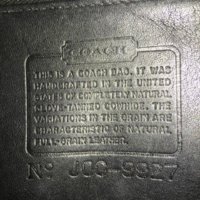 COACH
THIS IS A COACH BAG. IT WAS
HANDCRAFTED IN THE UNITED
STATES OF COMPLETELY NATURAL
GLOVE-TANNED COWHIDE. THE
VARIATIONS IN THE GRAIN ARE
CHARACTERISTIC OF NATURAL
FULL-GRAIN LEATHER.
No